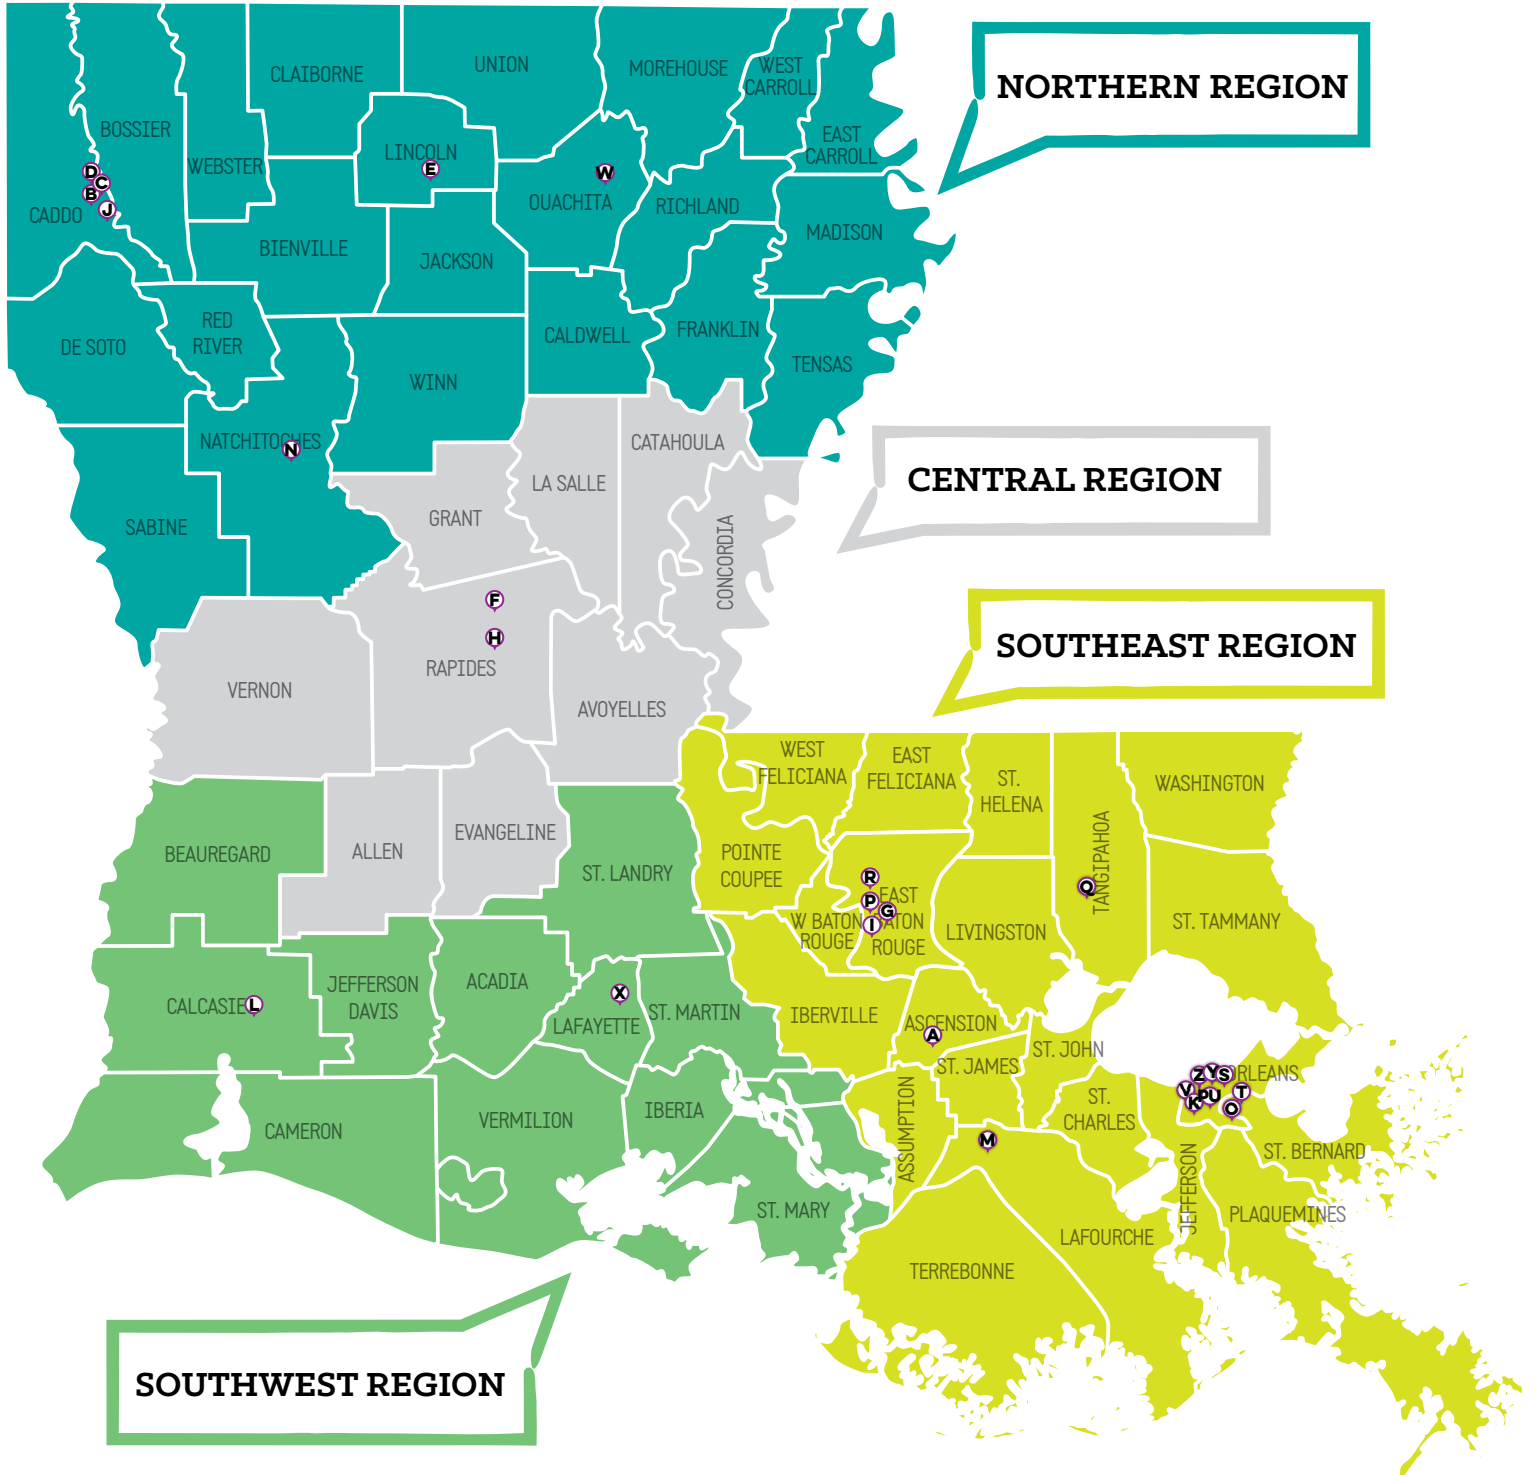 NORTHERN REGION
CLAIBORNE
UNION
MOREHOUSE
WEST
CARROLL
EAST
CARROLL
BOSSIER
WEBSTER
LINCOLN
E
W
OUACHITA
RICHLAND
MADISON
D
C
B
J
CADDO
BIENVILLE
JACKSON
RED
RIVER
DE SOTO
CALDWELL
FRANKLIN
TENSAS
WINN
NATCHITOCHES
N
SABINE
CENTRAL REGION
CATAHOULA
LA SALLE
GRANT
CONCORDIA
F
H
RAPIDES
VERNON
AVOYELLES
EVANGELINE
ALLEN
SOUTHEAST REGION
WEST
FELICIANA
EAST
FELICIANA
ST.
HELENA
TANGIPAHOA
WASHINGTON
POINTE
COUPEE
R
P
G
I
EAST
ATON
ROUGE
W BATON
ROUGE
LIVINGSTON
Q
ST. TAMMANY
IBERVILLE
ASCENSION
A
ST. JAMES
ST. JOHN
ST.
CHARLES
Z
Y
S
RLEANS
V
K
P
U
T
O
ASSUMPTION
M
JEFFERSON
ST. BERNARD
PLAQUEMINES
LAFOURCHE
TERREBONNE
BEAUREGARD
ST. LANDRY
CALCASIE
L
JEFFERSON
DAVIS
ACADIA
X
LAFAYETTE
ST. MARTIN
CAMERON
VERMILION
IBERIA
ST. MARY
SOUTHWEST REGION